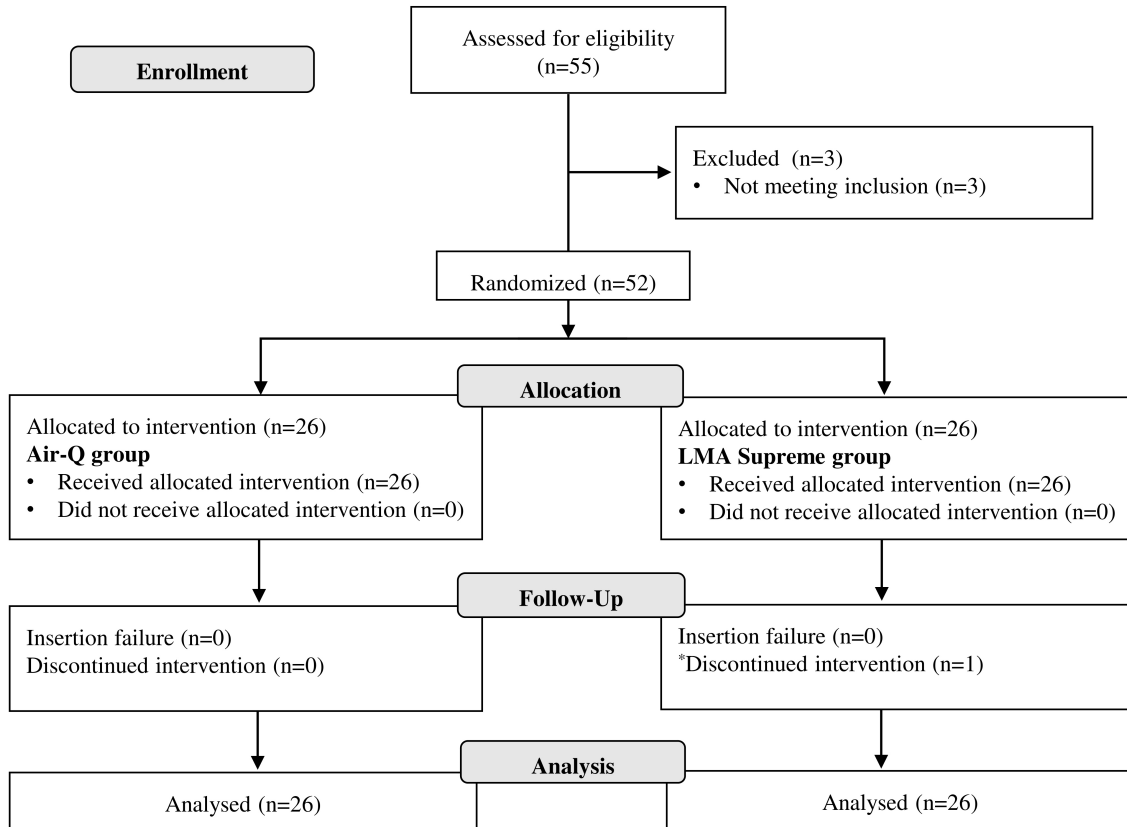 Enrollment
Assessed for eligibility
(n=55)
Excluded  (n=3)
• Not meeting inclusion (n=3)
Randomized (n=52)
Allocation
Allocated to intervention (n=26)
Air-Q group
• Received allocated intervention (n=26)
• Did not receive allocated intervention (n=0)
Allocated to intervention (n=26)
LMA Supreme group
• Received allocated intervention (n=26)
• Did not receive allocated intervention (n=0)
Follow-Up
Insertion failure (n=0)
Discontinued intervention (n=0)
Insertion failure (n=0)
*Discontinued intervention (n=1)
Analysis
Analysed (n=26)
Analysed (n=26)